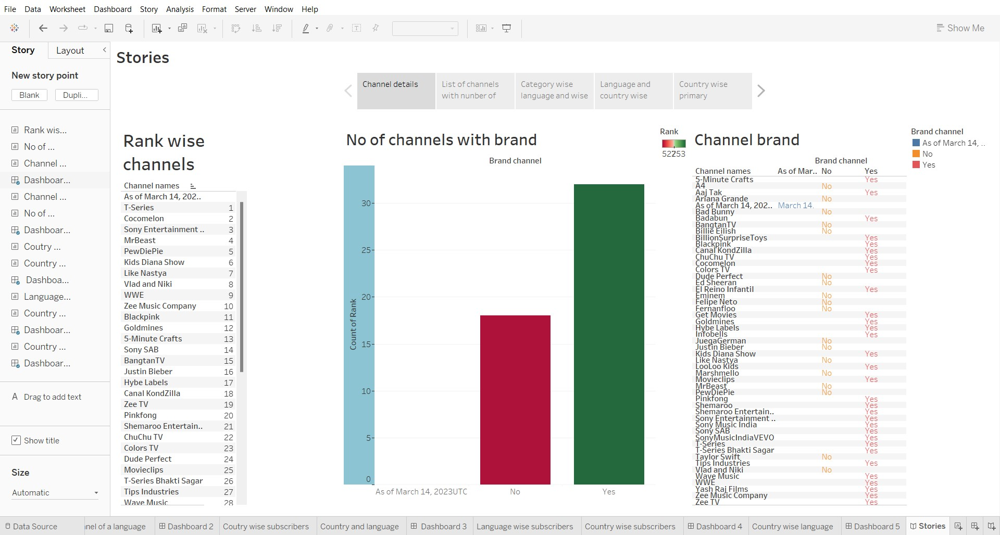 File Data Worksheet Dashboard Story Analysis Format Server Window Help
Show Me
Story Layout
New story point
Blank Dupli...
Rank wis...
No of ...
Channel ...
Dashboar...
Channel ...
No of ...
Dashboar...
Coutry ...
Country ...
Dashboa...
Language...
Country ...
Dashboar...
Country ...
Dashboar...
A Drag to add text
Show title
Size
Automatic
Stories
Channel details
List of channels
with nunber of
Category wise
language and wise
Language and
country wise
Country wise
primary
Rank wise
channels
Channel names
As of March 14, 202..
T-Series 1
Cocomelon 2
Sony Entertainment .. 3
MrBeast 4
PewDiePie 5
Kids Diana Show 6
Like Nastya 7
Vlad and Niki 8
WWE 9
Zee Music Company 10
Blackpink 11
Goldmines 12
5-Minute Crafts 13
Sony SAB 14
BangtanTV 15
Justin Bieber 16
Hybe Labels 17
Canal KondZilla 18
Zee TV 19
Pinkfong 20
Shemaroo Entertain.. 21
ChuChu TV 22
Colors TV 23
Dude Perfect 24
Movieclips 25
T-Series Bhakti Sagar 26
Tips Industries 27
Wave Music 28
No of channels with brand
Brand channel
Count of Rank
30
25
20
15
10
5
0
As of March 14, 2023UTC No Yes
Rank
Channel brand
Brand channel
Channel names As of Mar.. No Yes
5-Minute Crafts Yes
A4 No
Aaj Tak Yes
Ariana Grande No
As of March 14, 202.. March 14.
Bad Bunny No
Badabun Yes
BangtanTV No
Billie Eilish No
BillionSurpriseToys Yes
Blackpink Yes
Canal KondZilla Yes
ChuChu TV Yes
Cocomelon Yes
Colors TV Yes
Dude Perfect No
Ed Sheeran No
El Reino Infantil Yes
Eminem No
Felipe Neto No
Fernanfloo No
Get Movies Yes
Goldmines Yes
Hybe Labels Yes
Infobells Yes
JuegaGerman No
Justin Bieber No
Kids Diana Show Yes
Like Nastya No
LooLoo Kids Yes
Marshmello No
Movieclips Yes
MrBeast No
PewDiePie No
Pinkfong Yes
Shemaroo Yes
Shemaroo Entertain.. Yes
Sony Entertainment .. Yes
Sony Music India Yes
Sony SAB Yes
SonyMusicIndiaVEVO Yes
T-Series Yes
T-Series Bhakti Sagar Yes
Taylor Swift No
Tips Industries Yes
Vlad and Niki No
Wave Music Yes
WWE Yes
Yash Raj Films Yes
Zee Music Company Yes
Zee TV Yes
Brand channel
As of March 14, ..
No
Yes
Data Source nel of a language Dashboard 2 Coutry wise subscribers Country and language Dashboard 3 Language wise subscribers Country wise subscribers Dashboard 4 Country wise language Dashboard 5 Stories